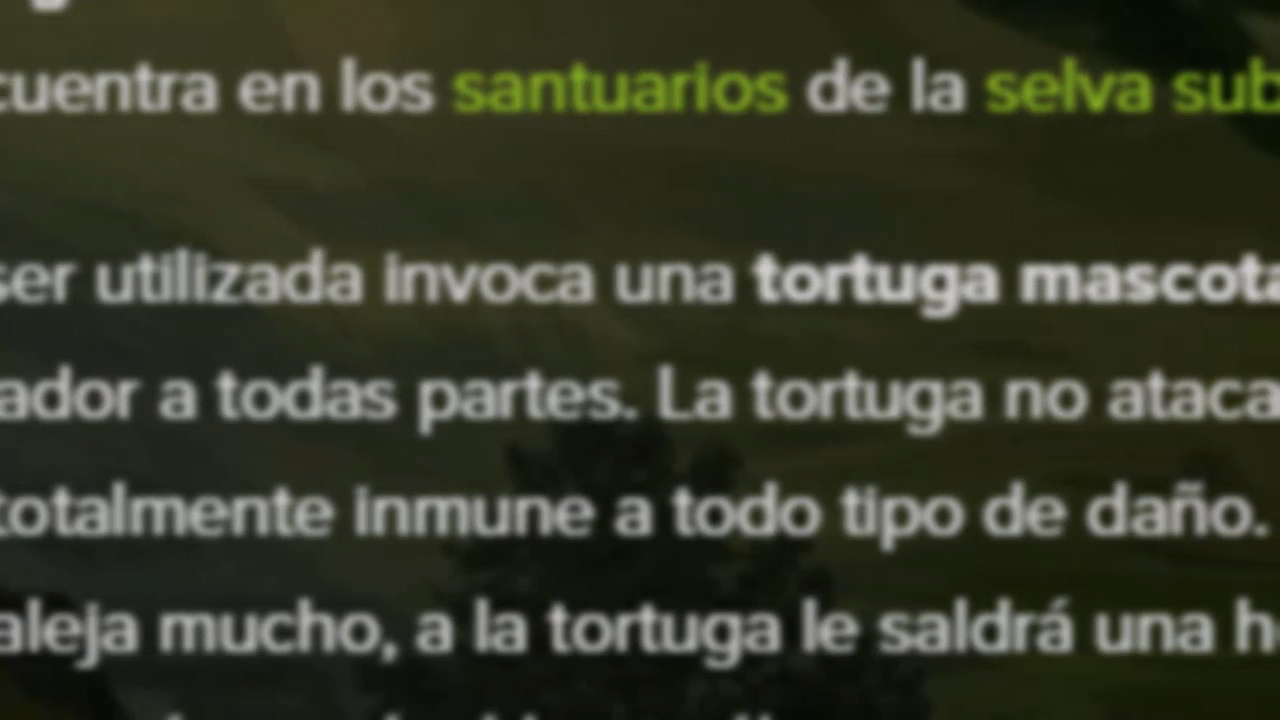 cuentra en los santuarios de la selva sub
ser utilizada invoca una tortuga mascota
ador a todas partes. La tortuga no ataca
totalmente inmune a todo tipo de daño.
aleja mucho, a la tortuga le saldrá una h